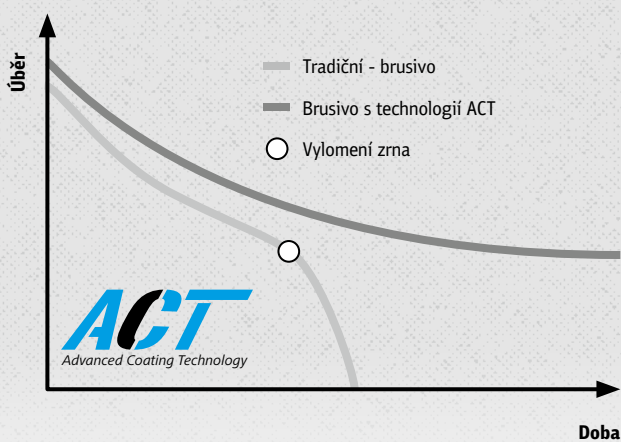 Úběr
Tradiční - brusivo
Brusivo s technologií ACT
Vylomení zrna
ACT
Advanced Coating Technology
Doba